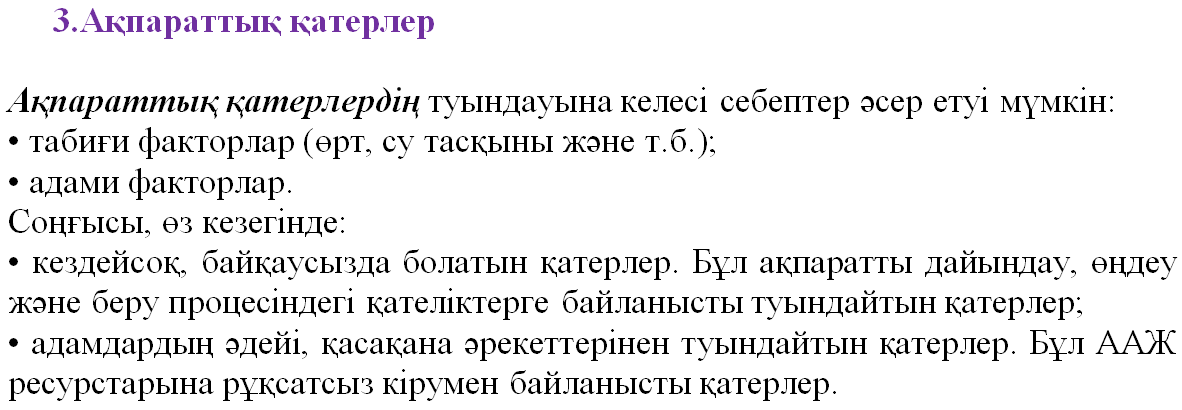 3.Ақпараттық қатерлер
Ақпараттық қатерлердің туындауына келесі себептер әсер етуі мүмкін:
• табиғи факторлар (өрт, су тасқыны және т.б.);
• адами факторлар.
Соңғысы, өз кезегінде:
• кездейсоқ, байқаусызда болатын қатерлер. Бұл ақпаратты дайындау, өңдеу
және беру процесіндегі қателіктерге байланысты туындайтын қатерлер;
• адамдардың әдейі, қасақана әрекеттерінен туындайтын қатерлер. Бұл ААЖ
ресурстарына рұқсатсыз кірумен байланысты қатерлер.